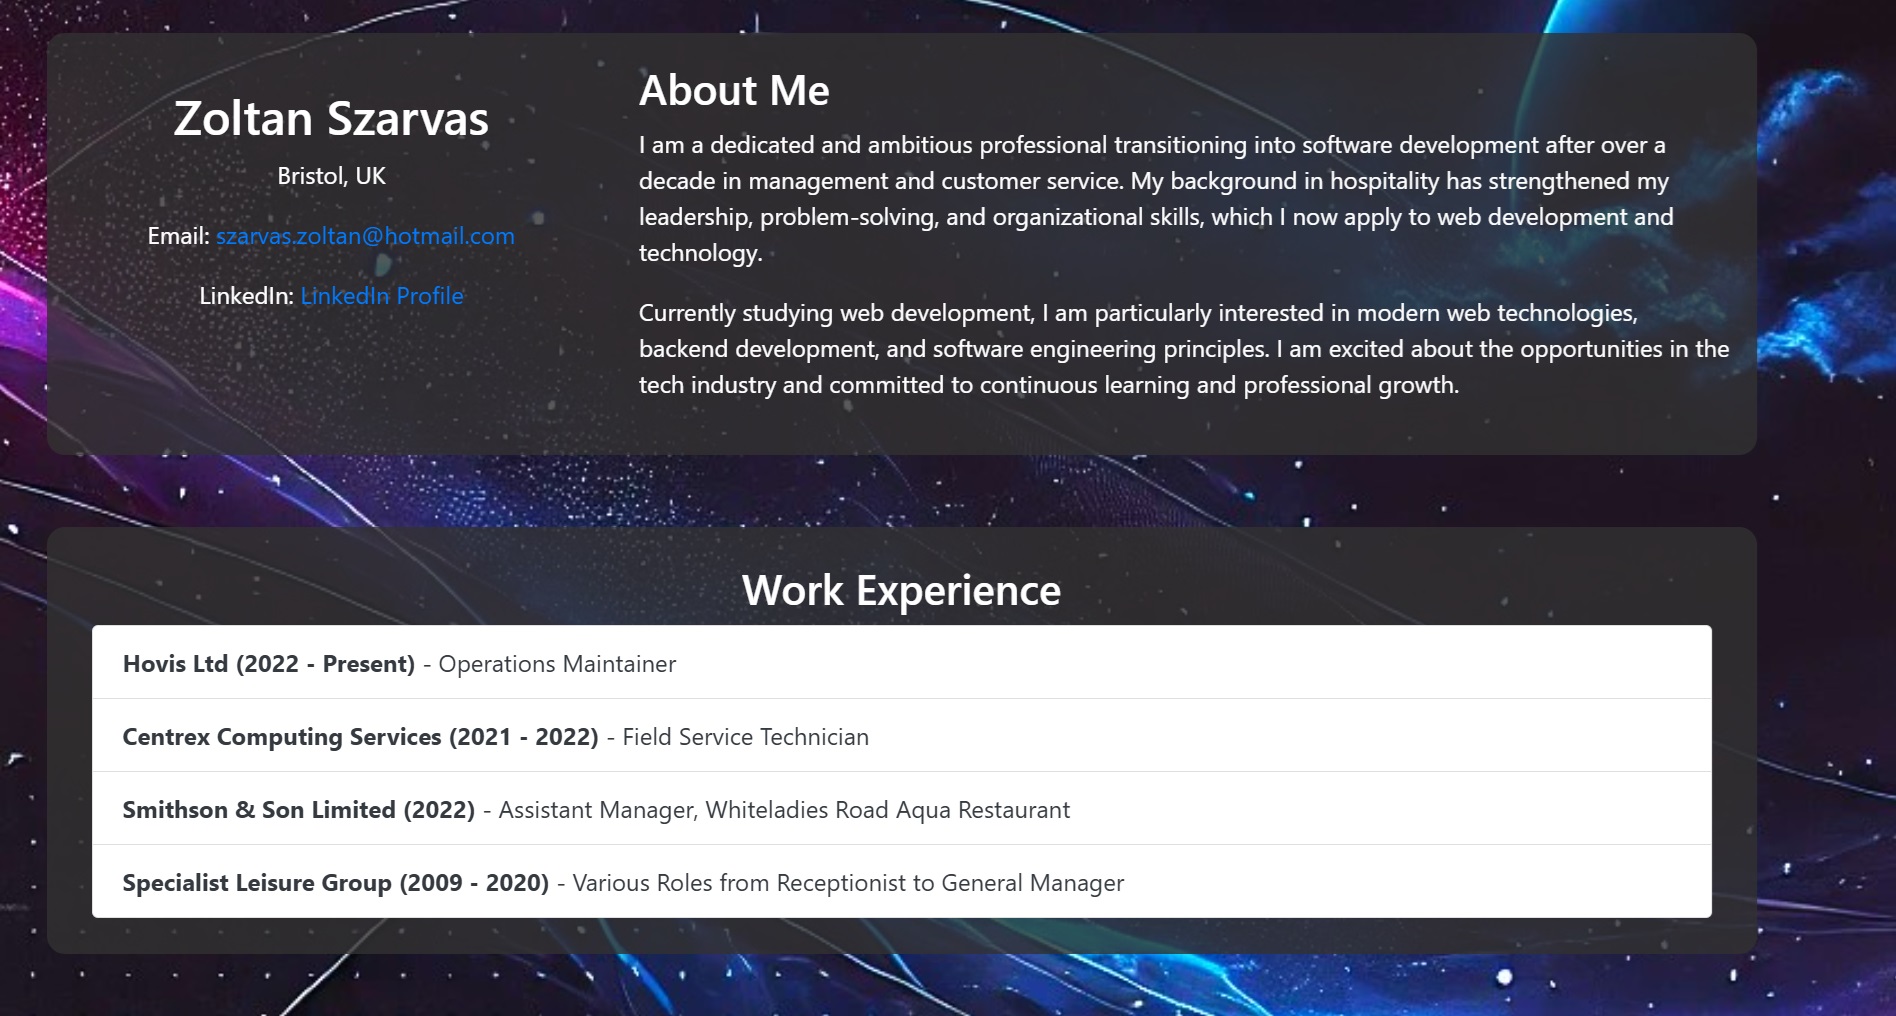 Zoltan Szarvas
Bristol, UK
Email: szarvas.zoltan@hotmail.com
LinkedIn: LinkedIn Profile
About Me
I am a dedicated and ambitious professional transitioning into software development after over a
decade in management and customer service. My background in hospitality has strengthened my
leadership, problem-solving, and organizational skills, which I now apply to web development and
technology.
Currently studying web development, I am particularly interested in modern web technologies,
backend development, and software engineering principles. I am excited about the opportunities in the
tech industry and committed to continuous learning and professional growth.
Work Experience
Hovis Ltd (2022 - Present) - Operations Maintainer
Centrex Computing Services (2021 - 2022) - Field Service Technician
Smithson & Son Limited (2022) - Assistant Manager, Whiteladies Road Aqua Restaurant
Specialist Leisure Group (2009 - 2020) - Various Roles from Receptionist to General Manager